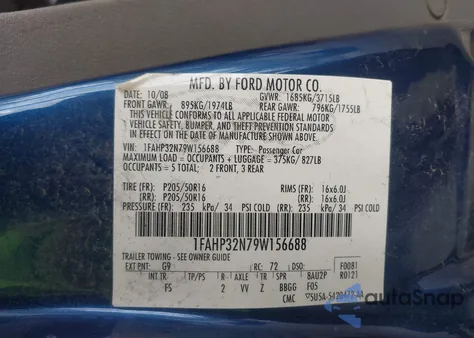 MFD. BY FORD MOTOR CO.
DATE: 10/08 GVWR: 1685KG/3715LB
FRONT GAWR: 895KG/1974LB REAR GAWR: 796KG/1755LB
THIS VEHICLE CONFORMS TO ALL APPLICABLE FEDERAL MOTOR
VEHICLE SAFETY, BUMPER, AND THEFT PREVENTION STANDARDS
IN EFFECT ON THE DATE OF MANUFACTURE SHOWN ABOVE.
VIN: 1FAHP32N79W156688 TYPE: Passenger Car
MAXIMUM LOAD = OCCUPANTS + LUGGAGE = 375KG/ 827LB
OCCUPANTS = 5 TOTAL; 2 FRONT, 3 REAR
TIRE (FR): P205/50R16 RIMS (FR): 16x6.0J
(RR): P205/50R16 (RR): 16x6.0J
PRESSURE (FR): 235 kPa/ 34 PSI COLD (RR): 235 kPa/ 34 PSI COLD
1FAHP32N79W156688
TRAILER TOWING - SEE OWNER GUIDE
EXT PNT: G9 RC: 72 DSO: F0081
INT TR TP/PS R AXLE TR SPR 8AU2P R0121
FS 2 VV Z BBGG F05
CMC
autoSnap